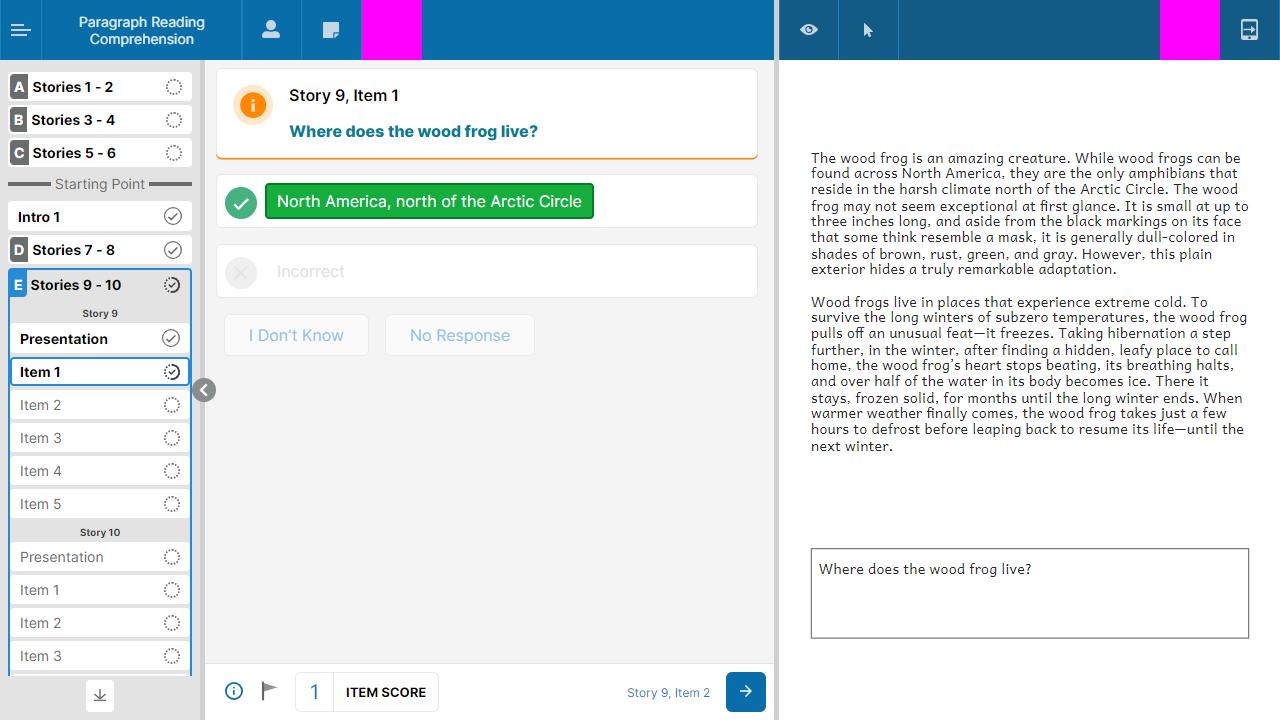 Paragraph Reading
Comprehension
A Stories 1 - 2
B Stories 3 - 4
C Stories 5 - 6
Starting Point
Intro 1
D Stories 7 - 8
E Stories 9 - 10
Story 9
Presentation
Item 1
Item 2
Item 3
Item 4
Item 5
Story 10
Presentation
Item 1
Item 2
Item 3
Story 9, Item 1
Where does the wood frog live?
North America, north of the Arctic Circle
Incorrect
I Don’t Know
No Response
1 ITEM SCORE
Story 9, Item 2
The wood frog is an amazing creature. While wood frogs can be
found across North America, they are the only amphibians that
reside in the harsh climate north of the Arctic Circle. The wood
frog may not seem exceptional at first glance. It is small at up to
three inches long, and aside from the black markings on its face
that some think resemble a mask, it is generally dull-colored in
shades of brown, rust, green, and gray. However, this plain
exterior hides a truly remarkable adaptation.
Wood frogs live in places that experience extreme cold. To
survive the long winters of subzero temperatures, the wood frog
pulls off an unusual feat—it freezes. Taking hibernation a step
further, in the winter, after finding a hidden, leafy place to call
home, the wood frog’s heart stops beating, its breathing halts,
and over half of the water in its body becomes ice. There it
stays, frozen solid, for months until the long winter ends. When
warmer weather finally comes, the wood frog takes just a few
hours to defrost before leaping back to resume its life—until the
next winter.
Where does the wood frog live?